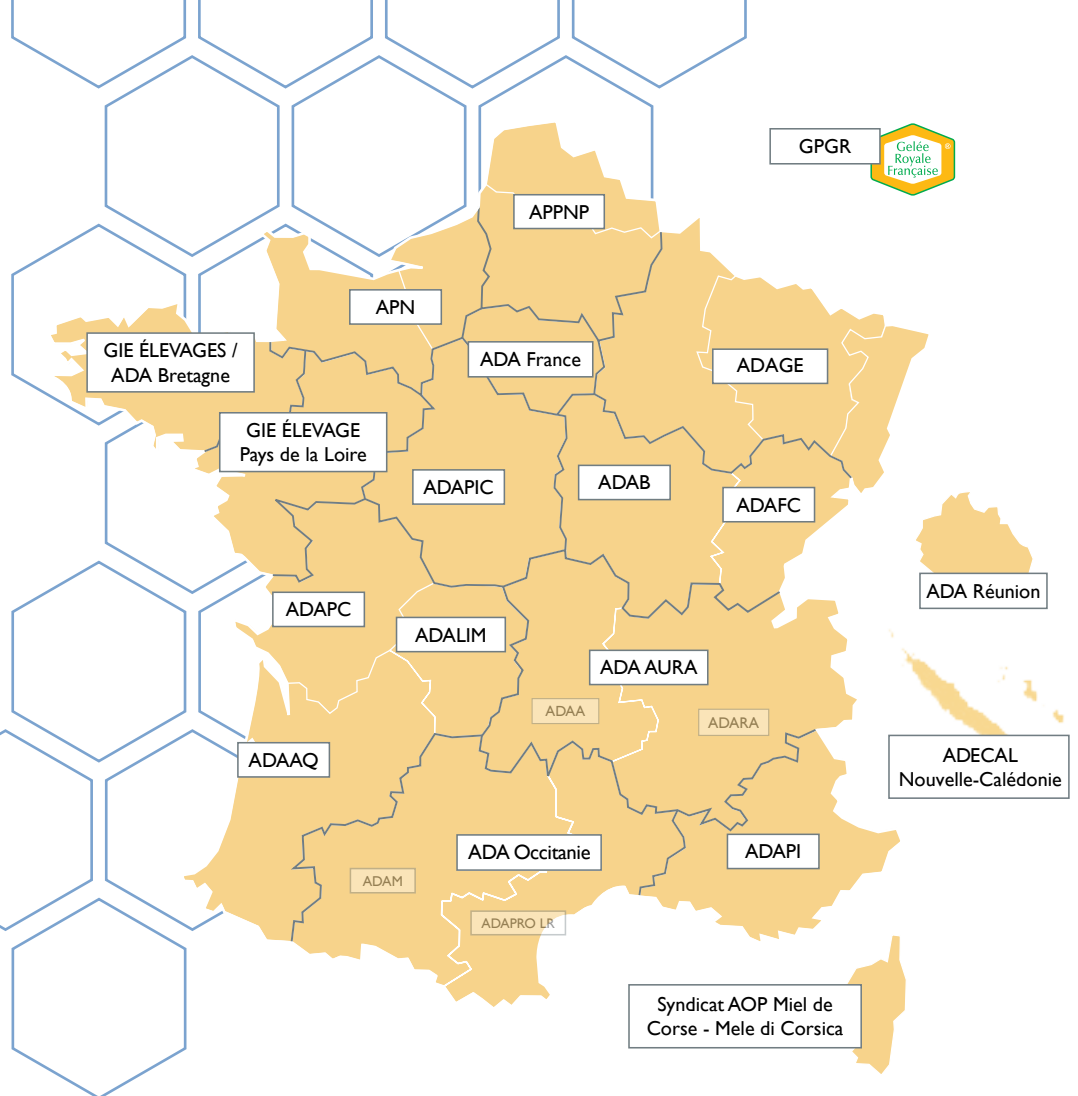 GPGR
Gelée
Royale
Française
®
APPNP
APN
GIE ÉLEVAGES /
ADA Bretagne
ADA France
ADAGE
GIE ÉLEVAGE
Pays de la Loire
ADAPIC
ADAB
ADAFC
ADA Réunion
ADAPC
ADALIM
ADA AURA
ADAA
ADARA
ADAAQ
ADECAL
Nouvelle-Calédonie
ADA Occitanie
ADAPI
ADAM
ADAPRO LR
Syndicat AOP Miel de
Corse - Mele di Corsica